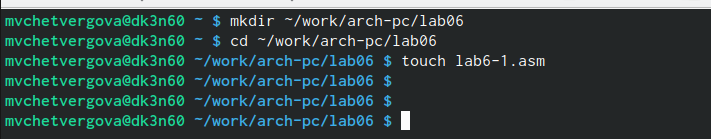 mvchetvergova@dk3n60 ~ $ mkdir ~/work/arch-pc/lab06
mvchetvergova@dk3n60 ~ $ cd ~/work/arch-pc/lab06
mvchetvergova@dk3n60 ~/work/arch-pc/lab06 $ touch lab6-1.asm
mvchetvergova@dk3n60 ~/work/arch-pc/lab06 $
mvchetvergova@dk3n60 ~/work/arch-pc/lab06 $
mvchetvergova@dk3n60 ~/work/arch-pc/lab06 $